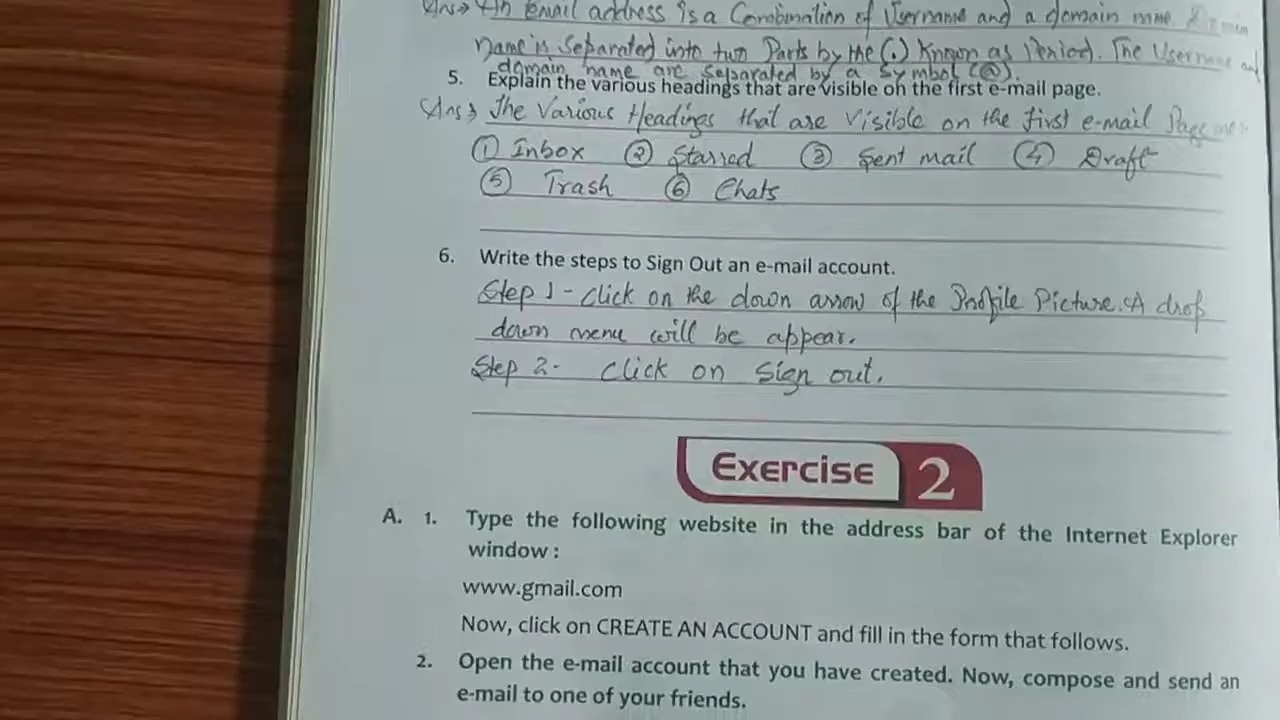 Ans→ An Email address is a Combination of Username and a domain name. Domain
name is Separated into two Parts by the (.) Known as Period. The Username and
domain name are separated by a Symbol (@).
5. Explain the various headings that are visible on the first e-mail page.
Ans→ The Various Headings that are Visible on the first e-mail Page are:
① Inbox ② Starred ③ Sent mail ④ Draft
⑤ Trash ⑥ Chats
6. Write the steps to Sign Out an e-mail account.
Step 1- Click on the down arrow of the Profile Picture. A drop
down menu will be appear.
Step 2- Click on Sign out.
Exercise 2
A. 1. Type the following website in the address bar of the Internet Explorer
window :
www.gmail.com
Now, click on CREATE AN ACCOUNT and fill in the form that follows.
2. Open the e-mail account that you have created. Now, compose and send an
e-mail to one of your friends.